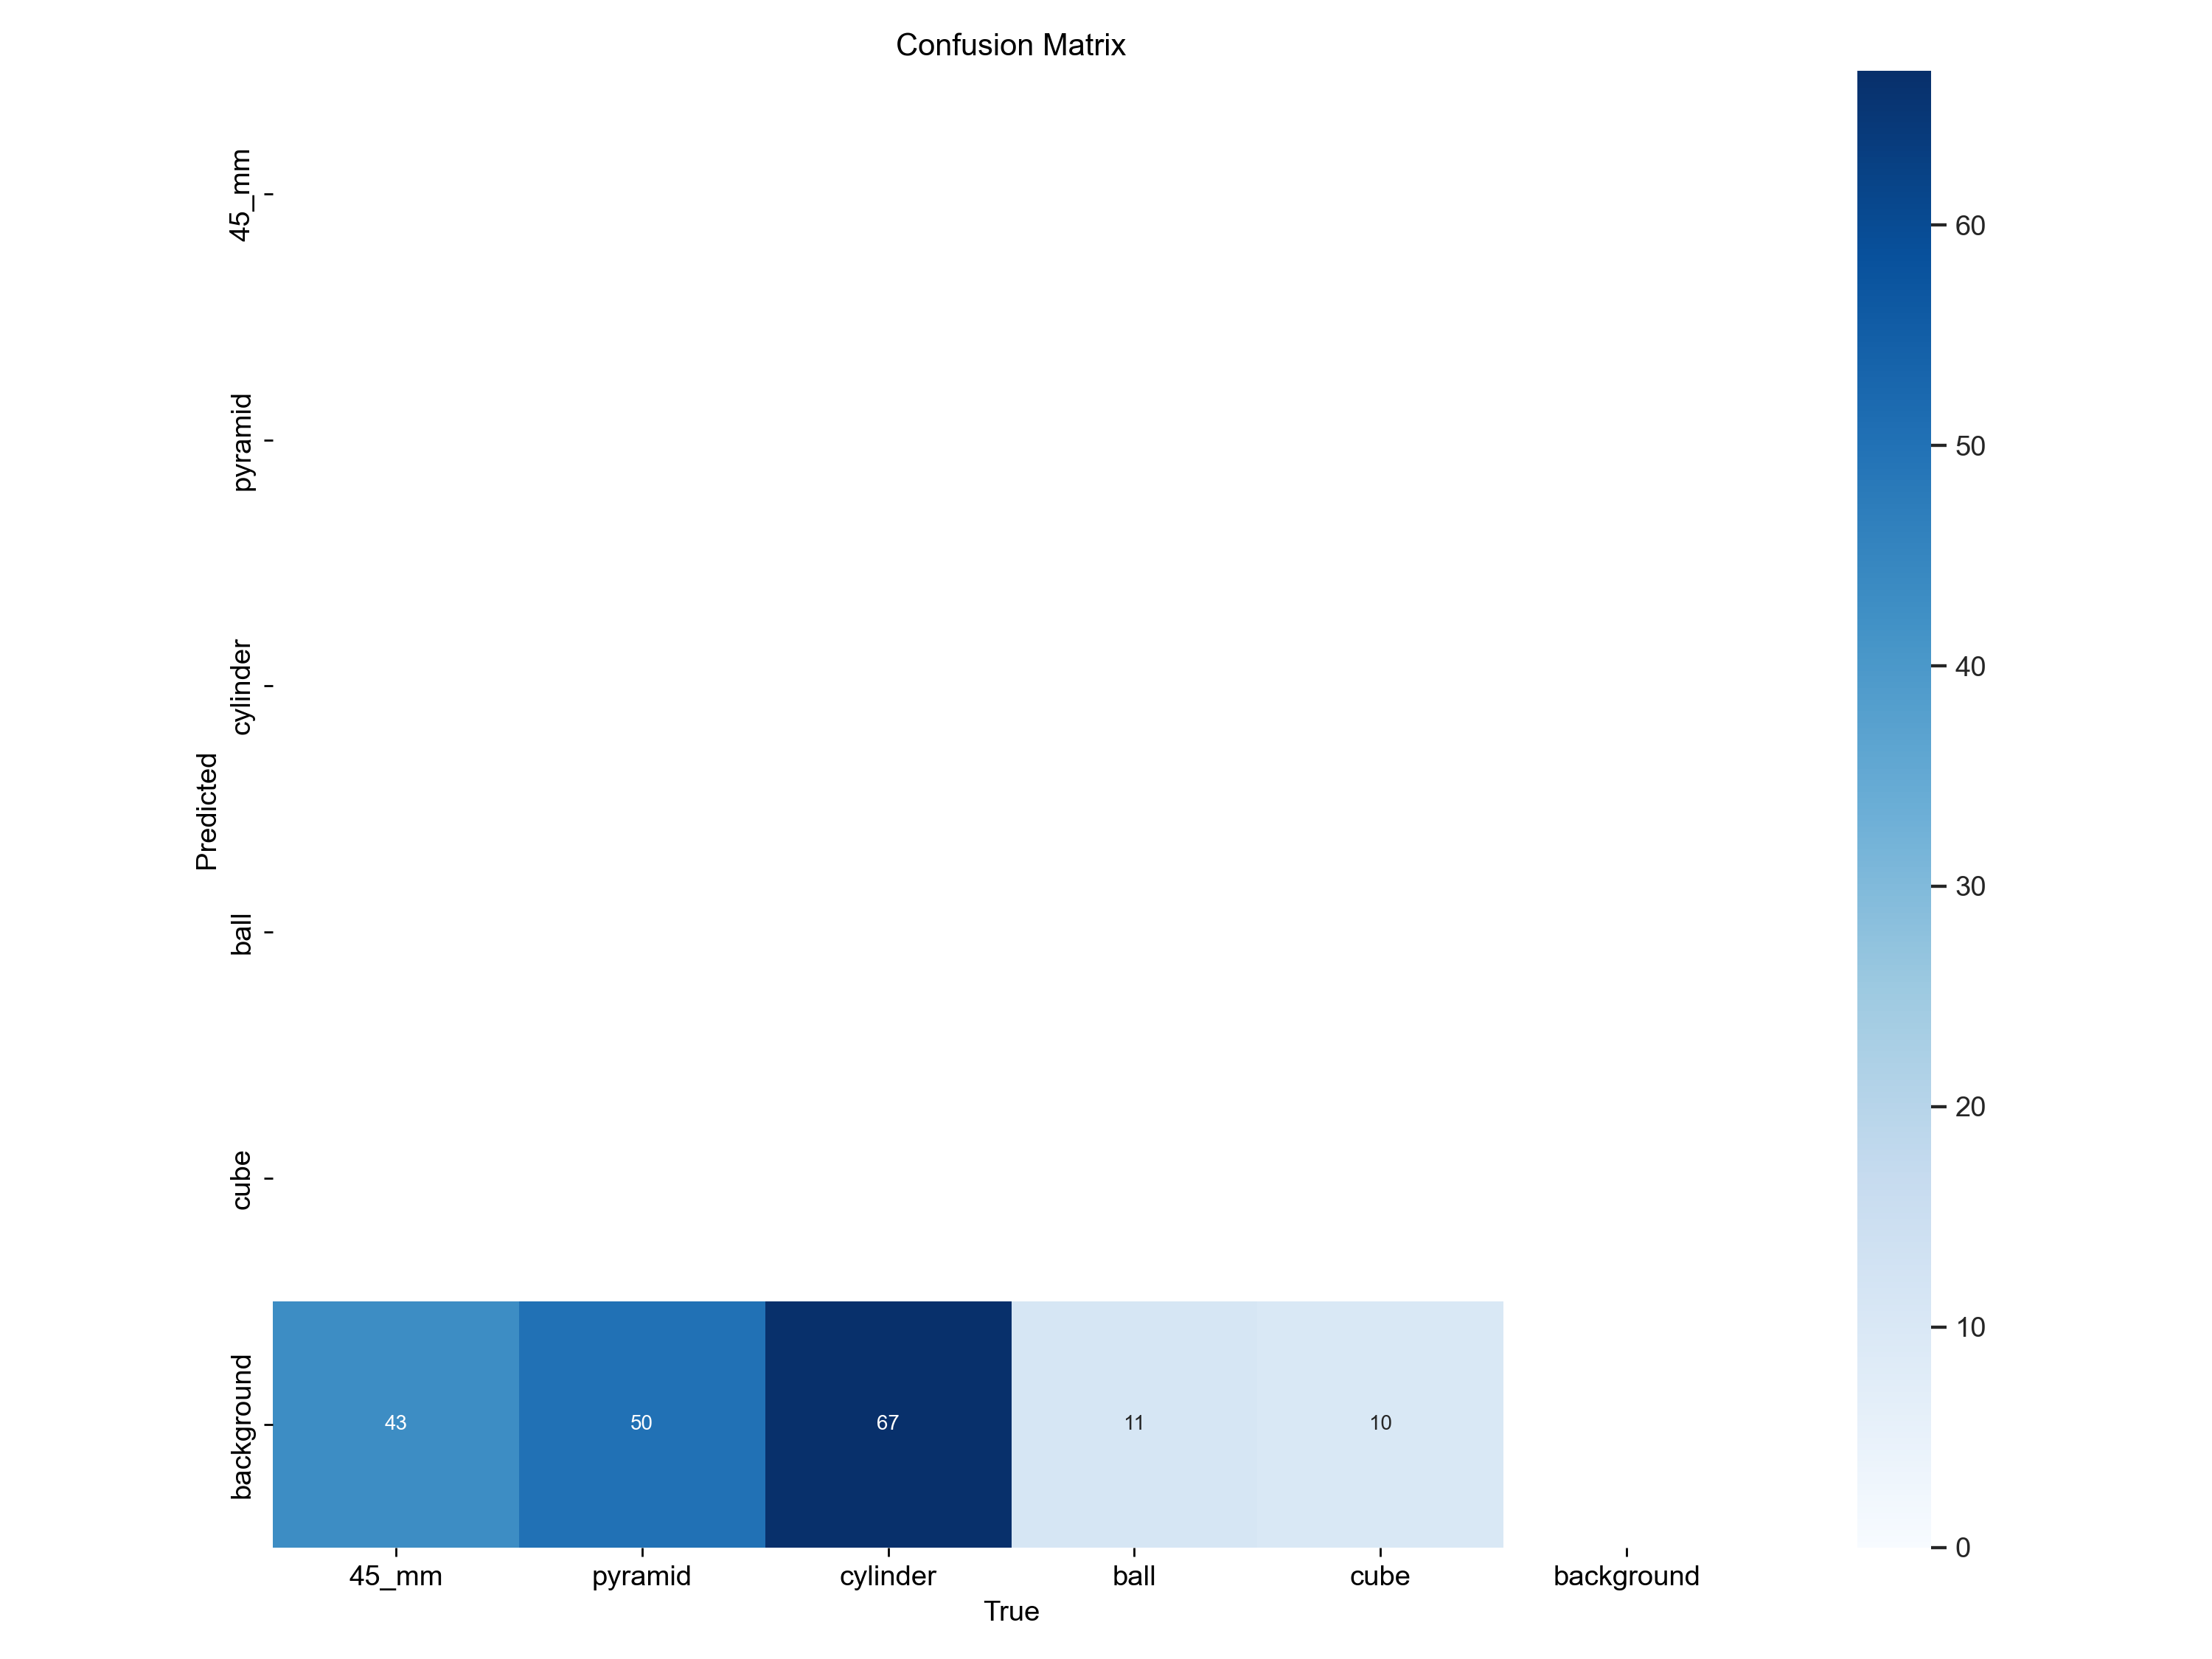 Confusion Matrix
45_mm
pyramid
cylinder
ball
cube
background
Predicted
43 50 67 11 10
45_mm pyramid cylinder ball cube background
True
60
50
40
30
20
10
0